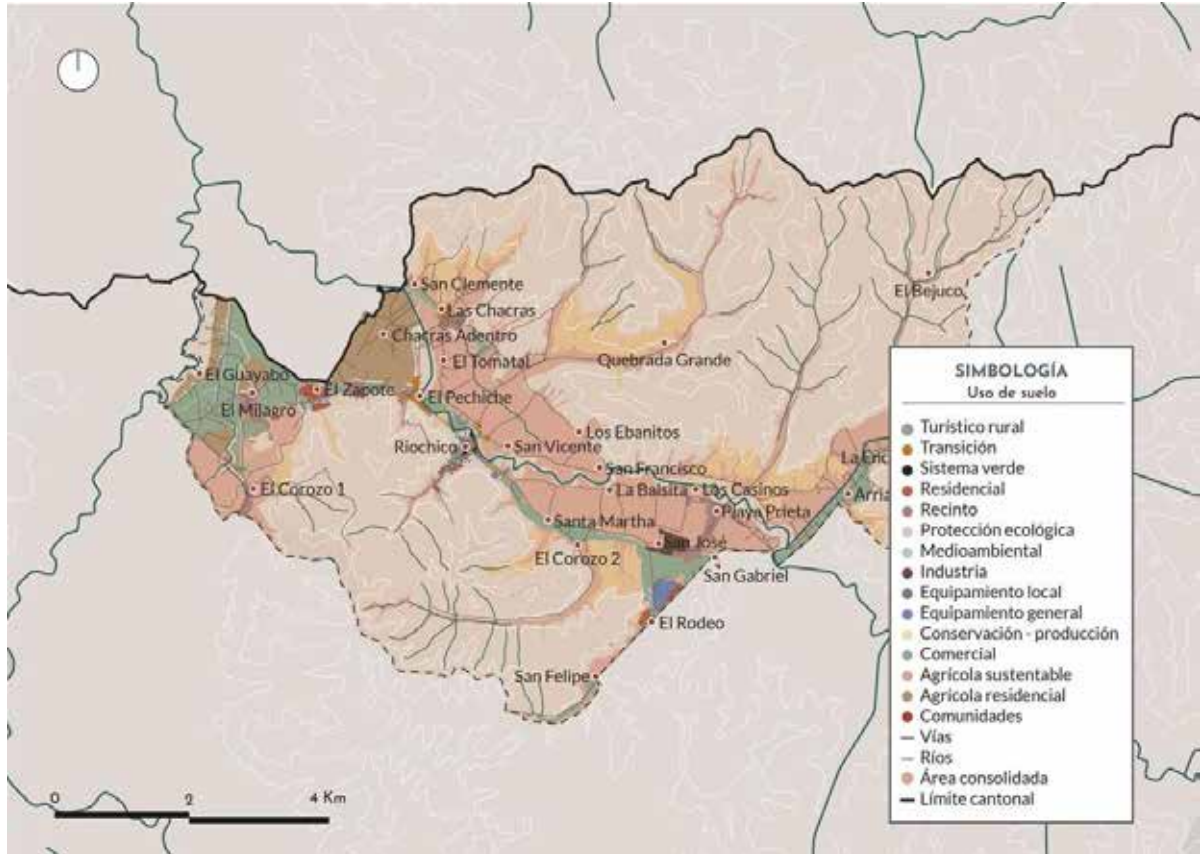 San Clemente
El Bejuco
Las Chacras
Chacras Adentro
El Tomatal
Quebrada Grande
El Guayabo
El Zapote
El Milagro
El Pechiche
Los Ebanitos
Riochico
San Vicente
San Francisco
El Corozo 1
La Balsita
Los Casinos
Playa Prieta
Santa Martha
San José
El Corozo 2
San Gabriel
El Rodeo
San Felipe
0 2 4 Km
SIMBOLOGÍA
Uso de suelo
Turístico rural
Transición
Sistema verde
Residencial
Recinto
Protección ecológica
Medioambiental
Industria
Equipamiento local
Equipamiento general
Conservación - producción
Comercial
Agrícola sustentable
Agrícola residencial
Comunidades
Vías
Ríos
Área consolidada
Límite cantonal